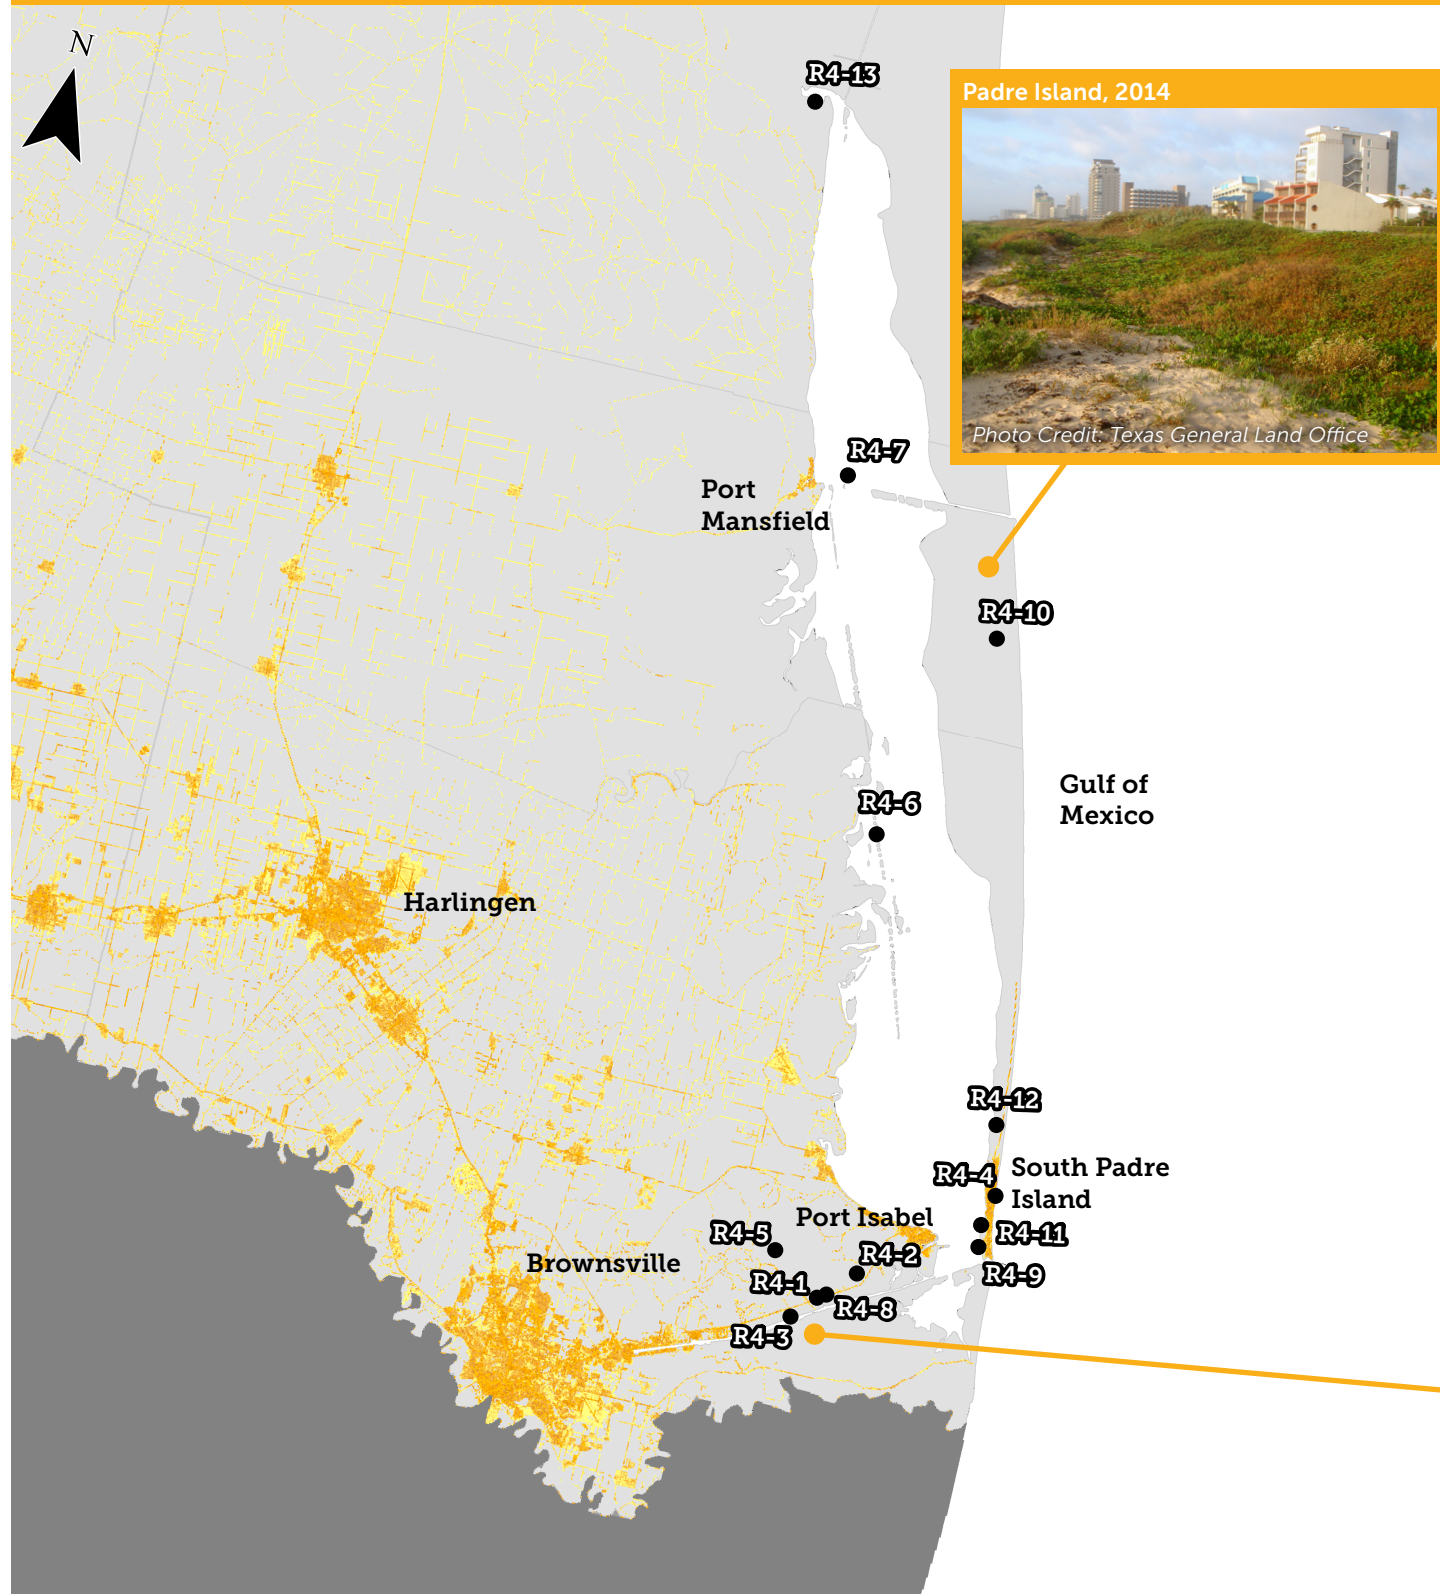 N
R4-13
Padre Island, 2014
Photo Credit: Texas General Land Office
R4-7
Port
Mansfield
R4-10
Gulf of
Mexico
R4-6
Harlingen
R4-12
R4-4
South Padre
Island
Port Isabel
R4-5
R4-11
R4-2
Brownsville
R4-9
R4-1
R4-8
R4-3